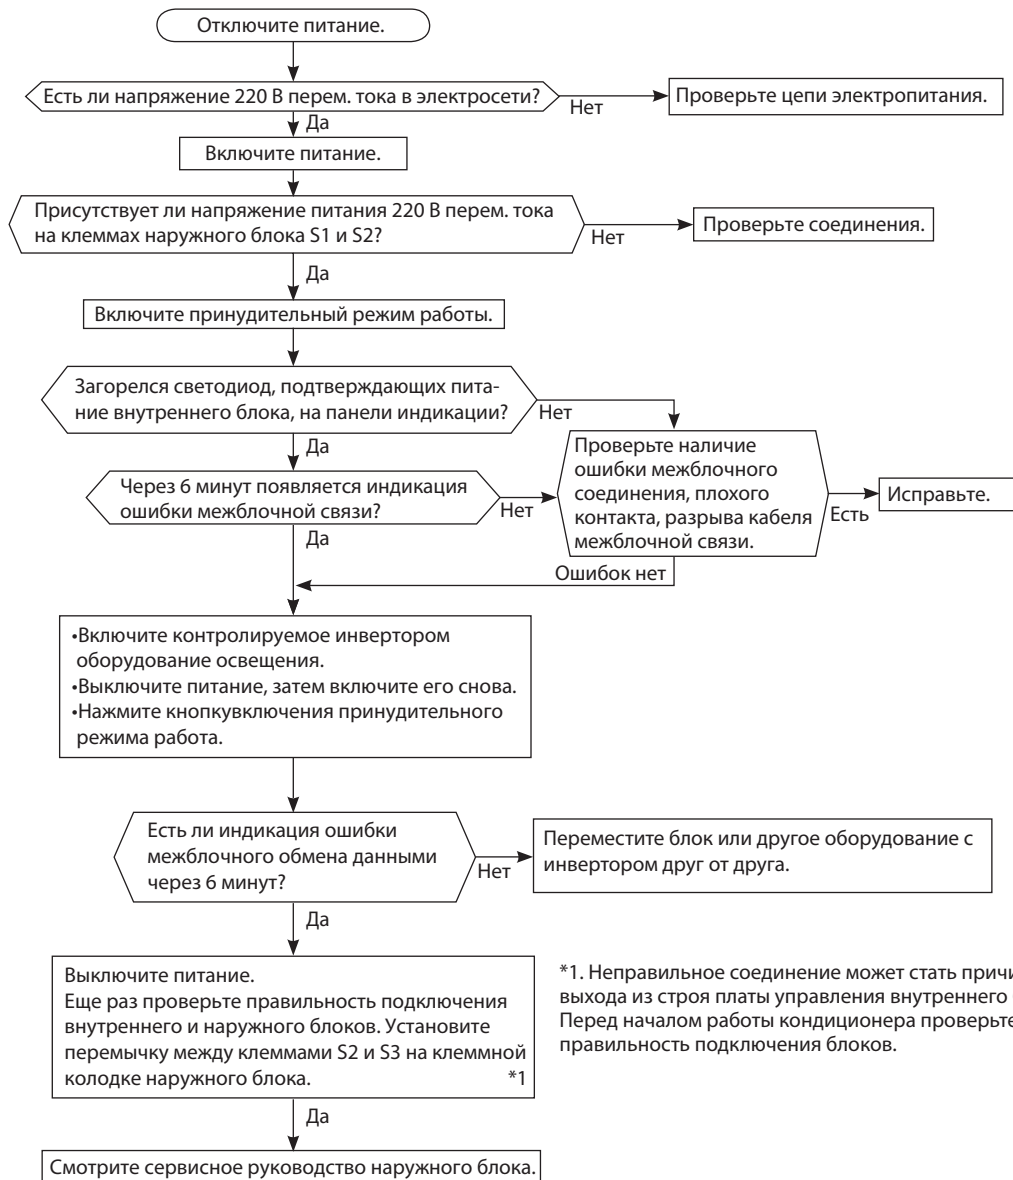 Отключите питание.
Есть ли напряжение 220 В перем. тока в электросети?
Нет
Проверьте цепи электропитания.
Да
Включите питание.
Присутствует ли напряжение питания 220 В перем. тока
на клеммах наружного блока S1 и S2?
Нет
Проверьте соединения.
Да
Включите принудительный режим работы.
Загорелся светодиод, подтверждающих пита-
ние внутреннего блока, на панели индикации?
Нет
Да
Проверьте наличие
ошибки межблочного
соединения, плохого
контакта, разрыва кабеля
межблочной связи.
Через 6 минут появляется индикация
ошибки межблочной связи?
Нет
Есть
Исправьте.
Да
Ошибок нет
•Включите контролируемое инвертором
оборудование освещения.
•Выключите питание, затем включите его снова.
•Нажмите кнопкувключения принудительного
режима работа.
Есть ли индикация ошибки
межблочного обмена данными
через 6 минут?
Нет
Переместите блок или другое оборудование с
инвертором друг от друга.
Да
Выключите питание.
Еще раз проверьте правильность подключения
внутреннего и наружного блоков. Установите
перемычку между клеммами S2 и S3 на клеммной
колодке наружного блока. *1
*1. Неправильное соединение может стать причи
выхода из строя платы управления внутреннего
Перед началом работы кондиционера проверьте
правильность подключения блоков.
Да
Смотрите сервисное руководство наружного блока.